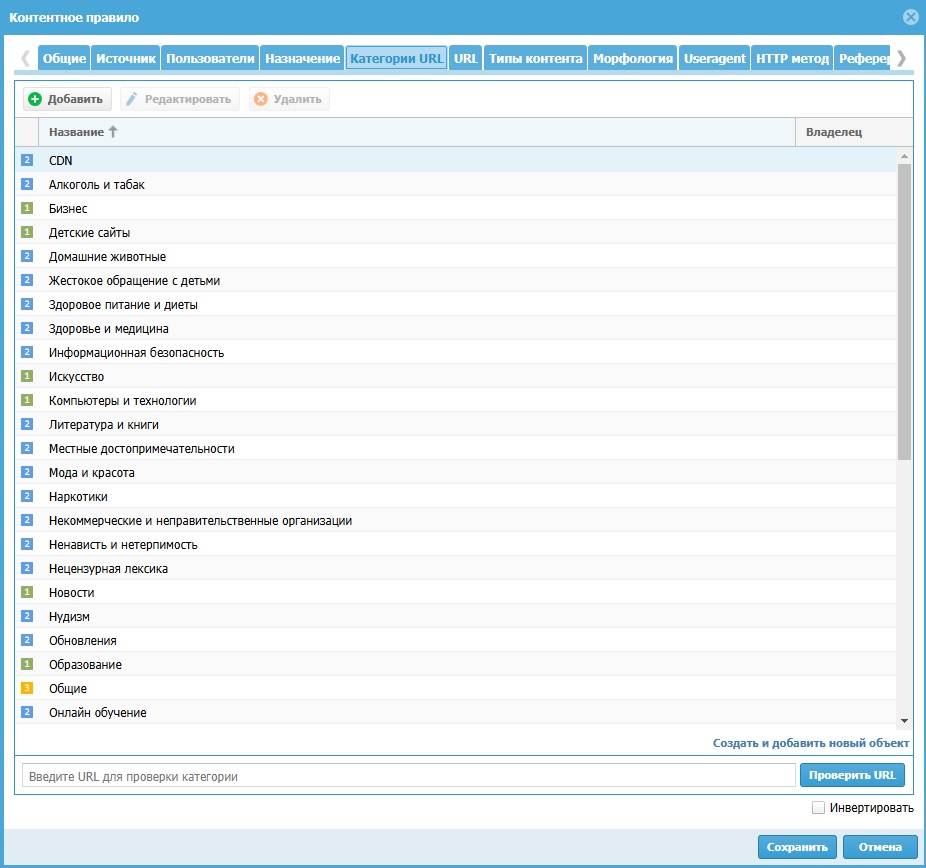 Контентное правило
Общие Источник Пользователи Назначение Категории URL URL Типы контента Морфология Useragent HTTP метод Реферер
Добавить Редактировать Удалить
Название Владелец
2 CDN
2 Алкоголь и табак
1 Бизнес
1 Детские сайты
2 Домашние животные
2 Жестокое обращение с детьми
2 Здоровое питание и диеты
2 Здоровье и медицина
2 Информационная безопасность
1 Искусство
1 Компьютеры и технологии
2 Литература и книги
2 Местные достопримечательности
2 Мода и красота
2 Наркотики
2 Некоммерческие и неправительственные организации
2 Ненависть и нетерпимость
2 Нецензурная лексика
1 Новости
2 Нудизм
2 Обновления
1 Образование
3 Общие
2 Онлайн обучение
Создать и добавить новый объект
Введите URL для проверки категории Проверить URL
Инвертировать
Сохранить Отмена